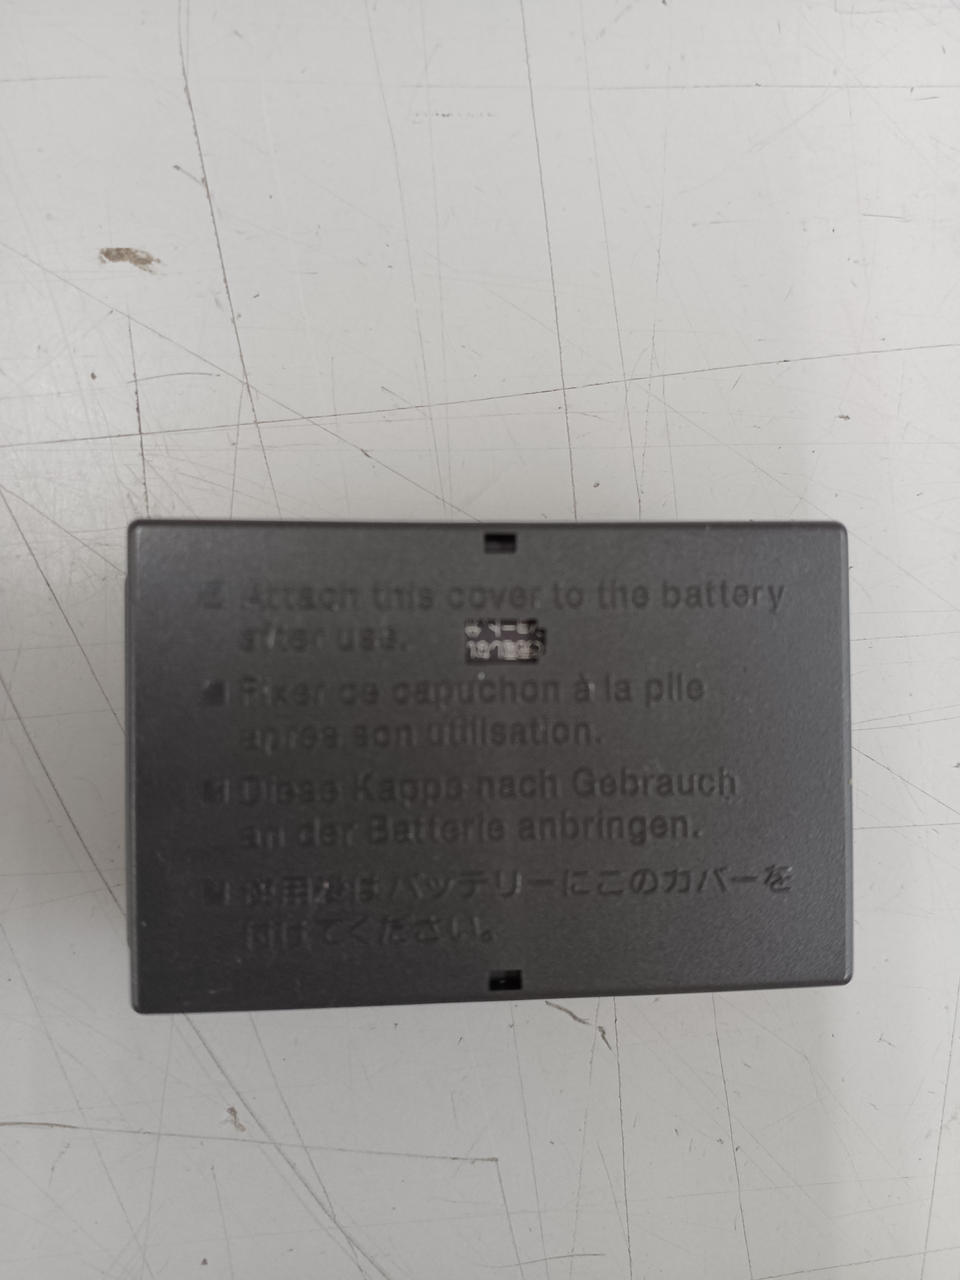 Attach this cover to the battery
after use.
Fixer ce capuchon à la pile
après son utilisation.
Diese Kappe nach Gebrauch
an der Batterie anbringen.
使用後はバッテリーにこのカバーを
付けてください。